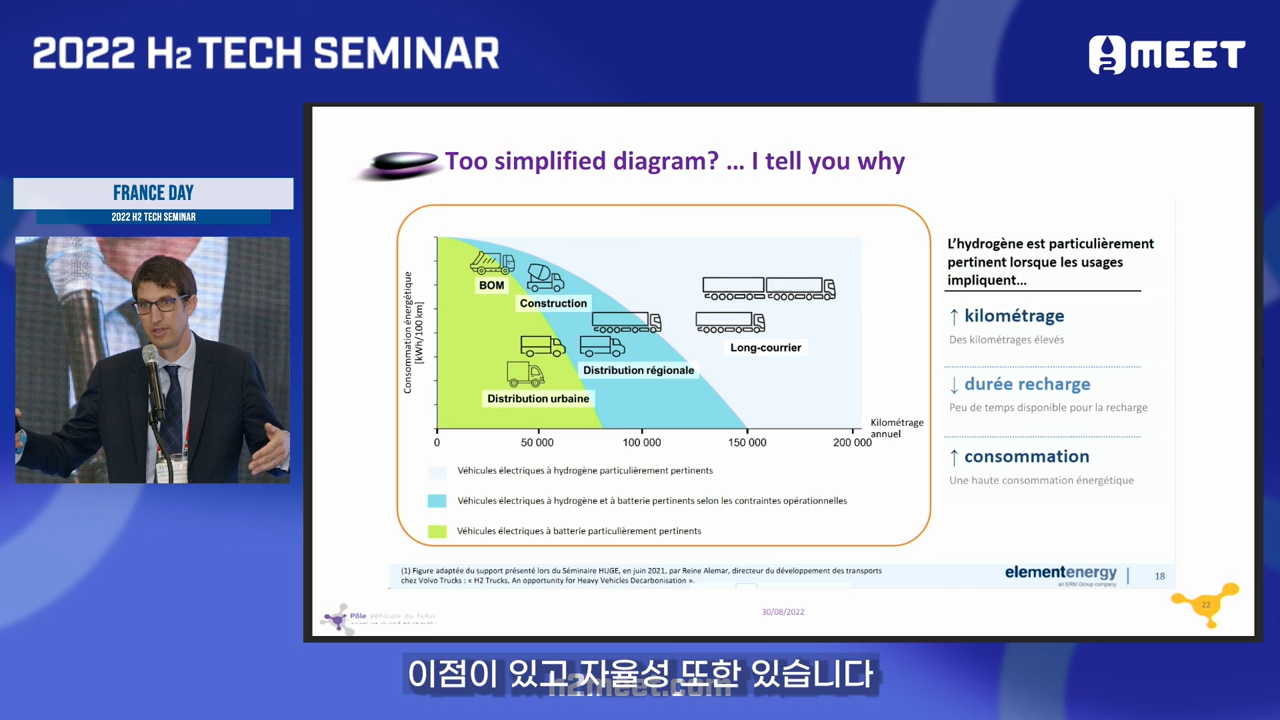 2022 H2 TECH SEMINAR
H2 MEET
FRANCE DAY
2022 H2 TECH SEMINAR
Too simplified diagram? ... I tell you why
Consommation énergétique
[kWh/100 km]
BOM
Construction
Long-courrier
Distribution régionale
Distribution urbaine
0
50 000
100 000
150 000
200 000
Kilométrage
annuel
Véhicules électriques à hydrogène particulièrement pertinents
Véhicules électriques à hydrogène et à batterie pertinents selon les contraintes opérationnelles
Véhicules électriques à batterie particulièrement pertinents
L'hydrogène est particulièrement
pertinent lorsque les usages
impliquent...
↑ kilométrage
Des kilométrages élevés
↓ durée recharge
Peu de temps disponible pour la recharge
↑ consommation
Une haute consommation énergétique
(1) Figure adaptée du support présenté lors du Séminaire HUGE, en juin 2021, par Reine Alemar, directeur du développement des transports
chez Volvo Trucks : « H2 Trucks, An opportunity for Heavy Vehicles Decarbonisation ».
elementenergy
an ERM Group company
18
Pôle Véhicule du Futur
30/08/2022
22
이점이 있고 자율성 또한 있습니다
h2meet.com